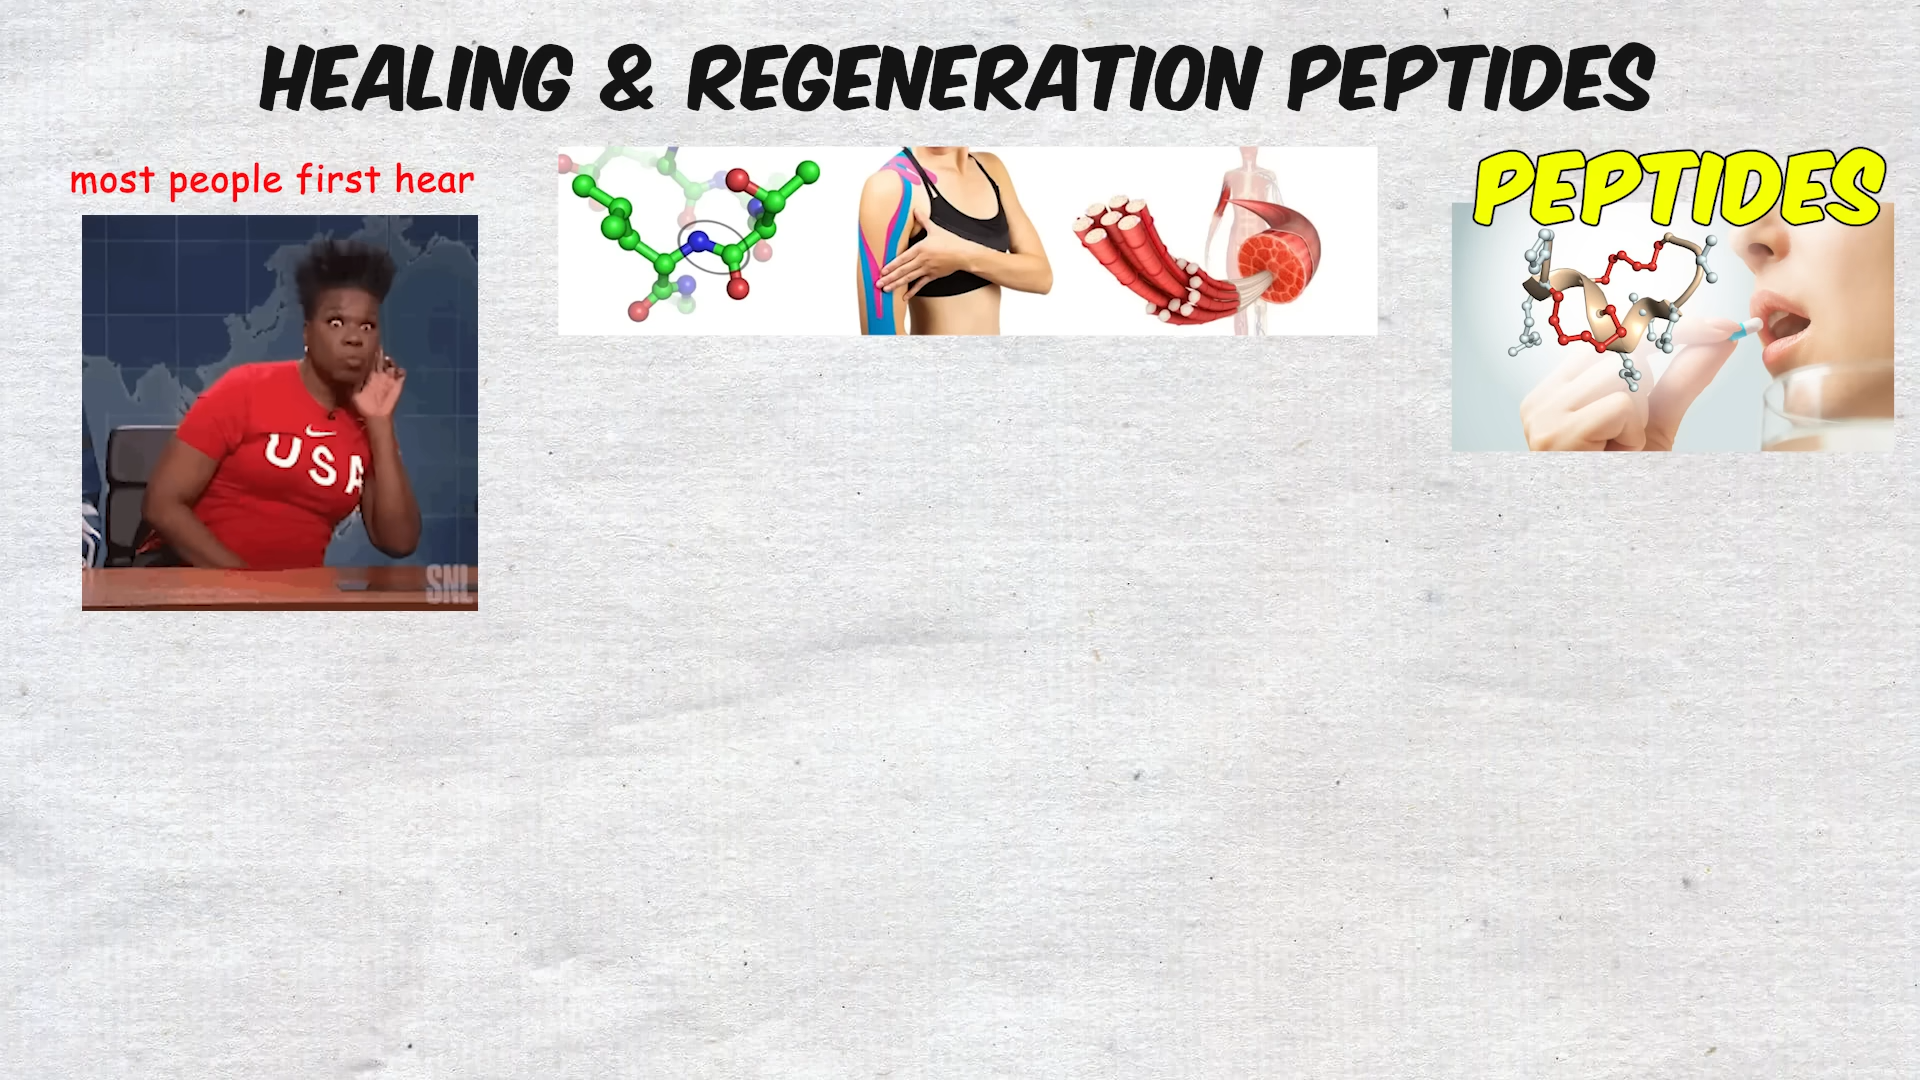 HEALING & REGENERATION PEPTIDES
most people first hear
PEPTIDES
USA
SNL